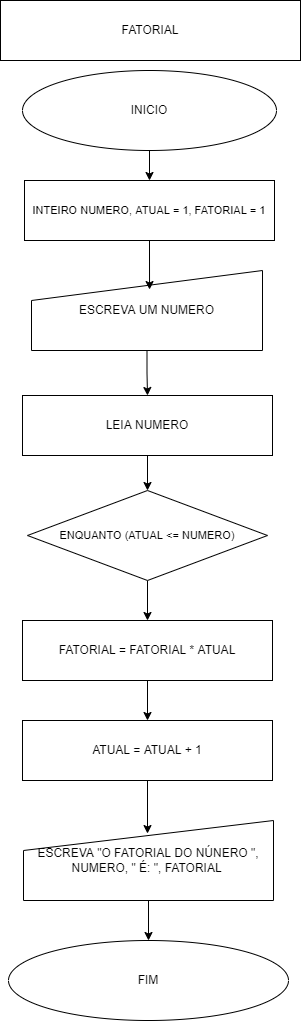 FATORIAL
INICIO
INTEIRO NUMERO, ATUAL = 1, FATORIAL = 1
ESCREVA UM NUMERO
LEIA NUMERO
ENQUANTO (ATUAL <= NUMERO)
FATORIAL = FATORIAL * ATUAL
ATUAL = ATUAL + 1
ESCREVA "O FATORIAL DO NÚNERO ",
NUMERO, " É: ", FATORIAL
FIM